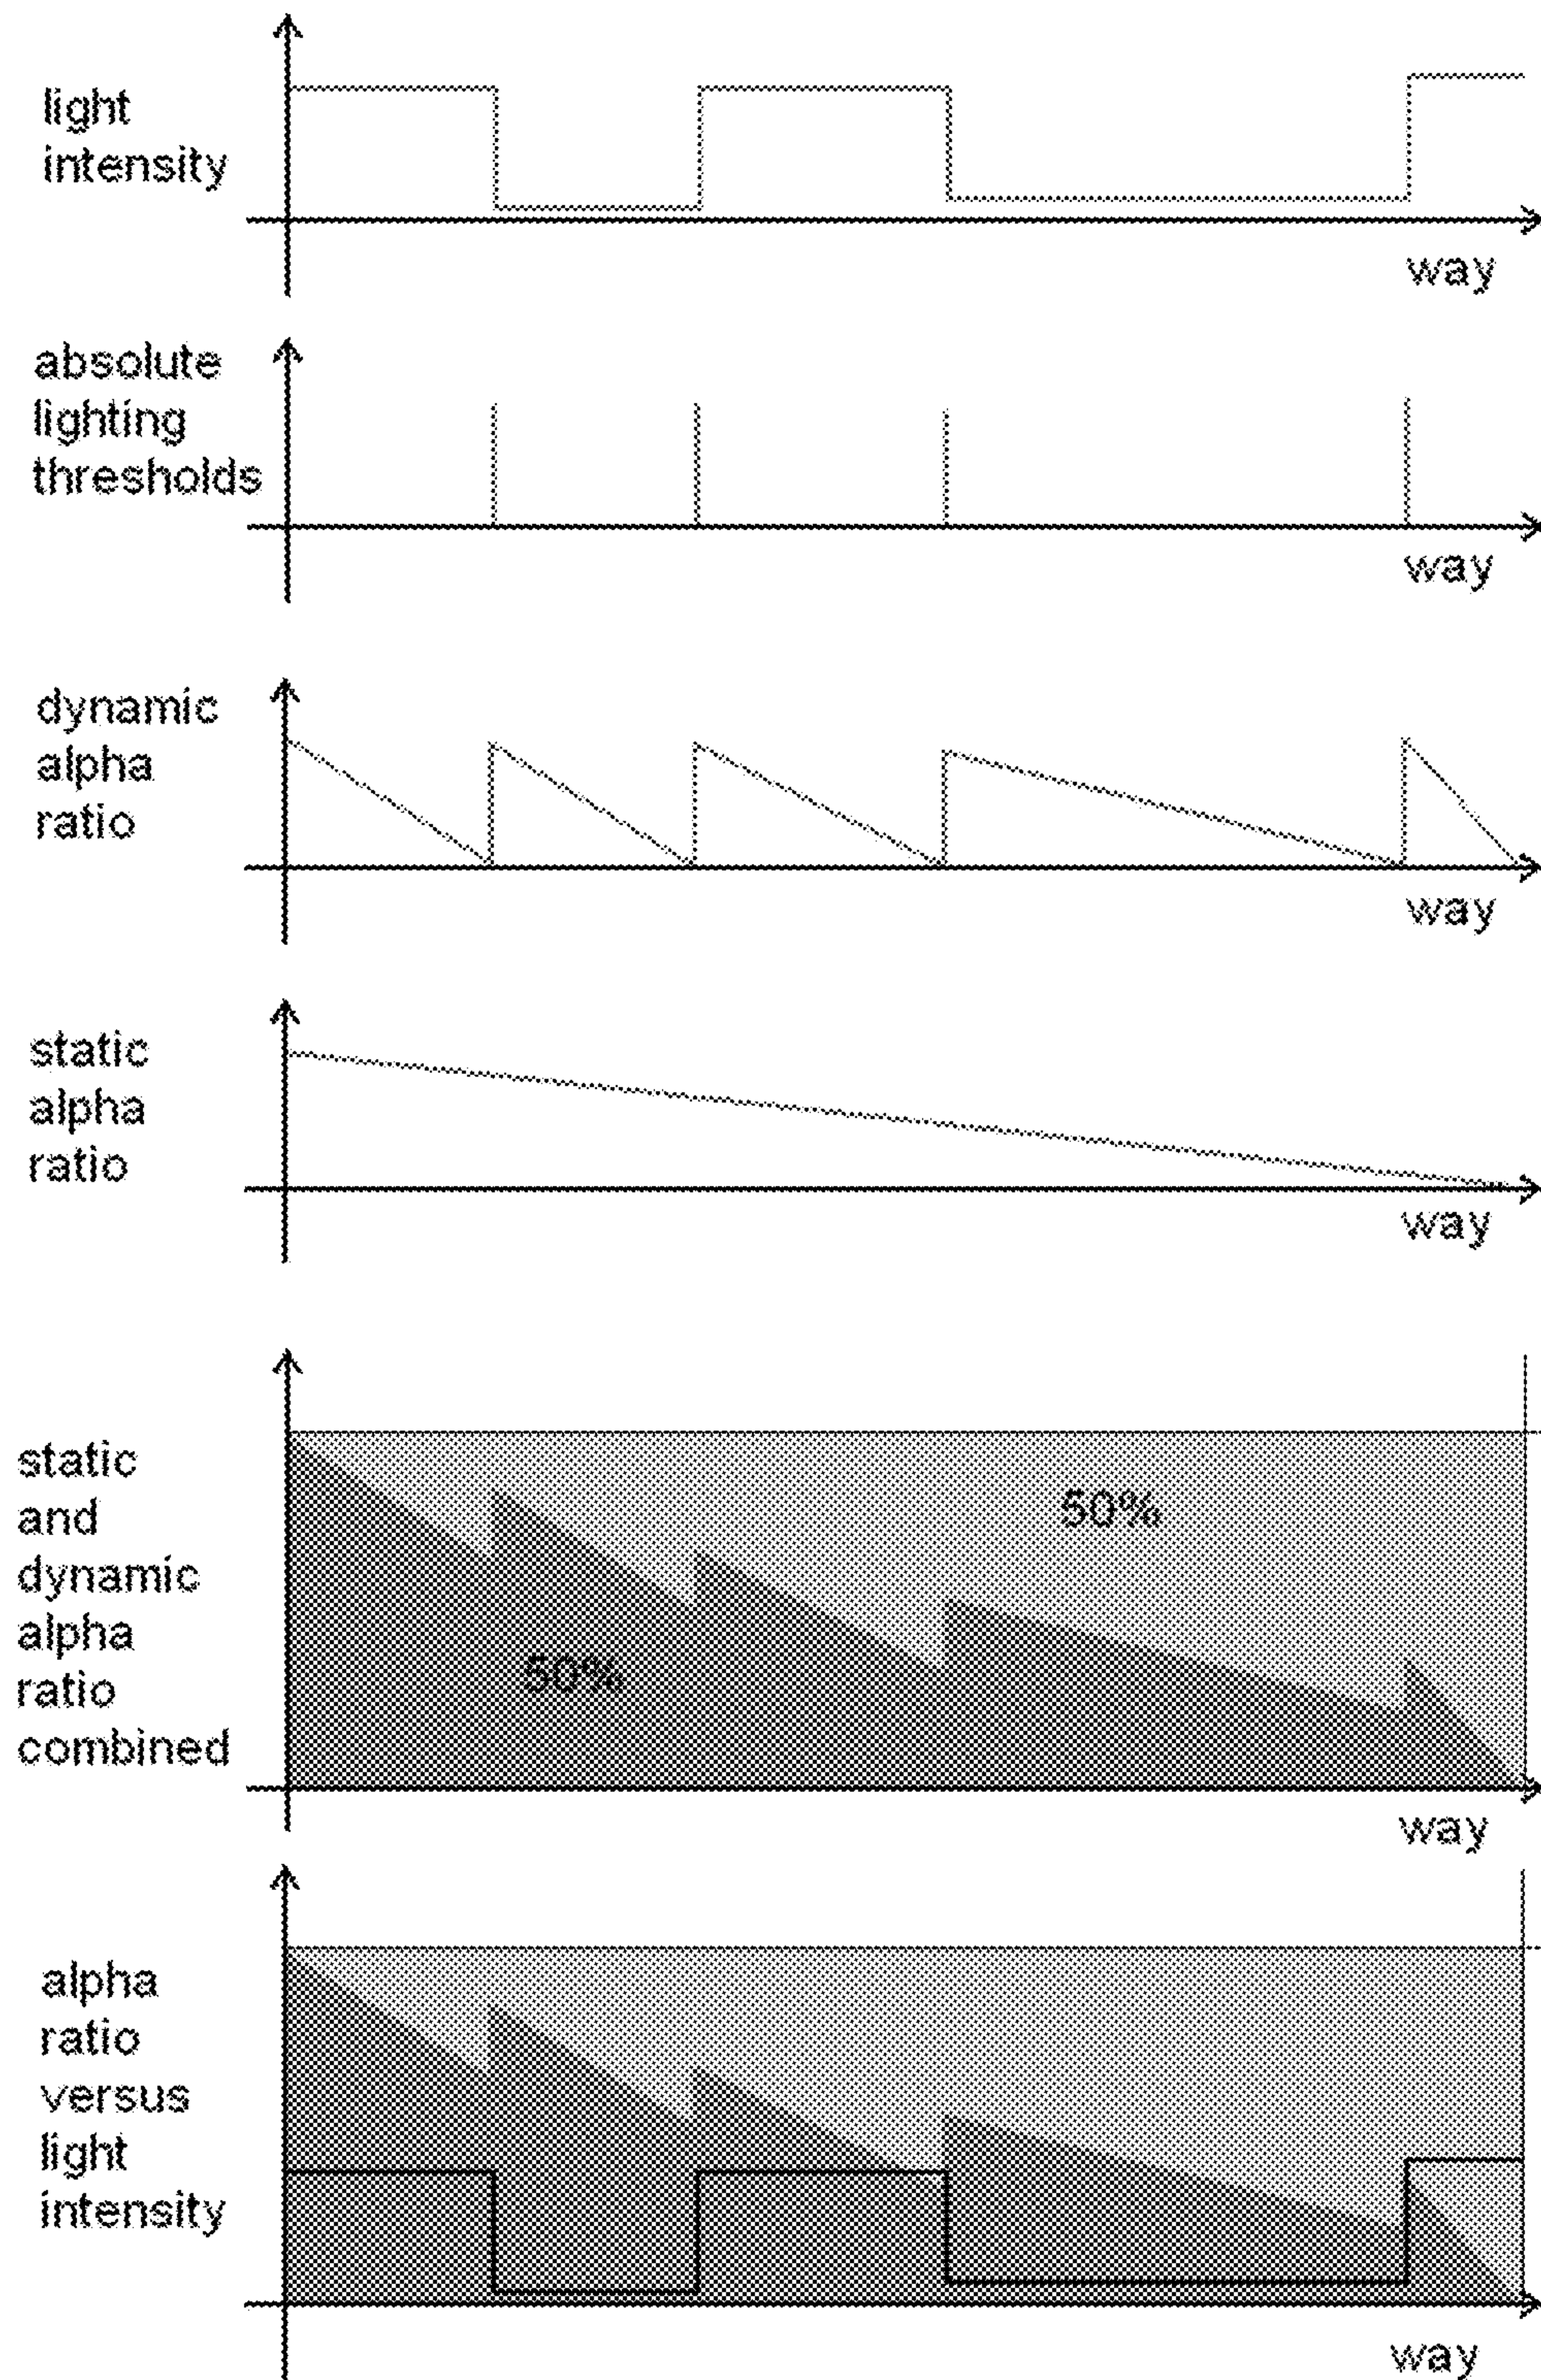 light
intensity
way
absolute
lighting
thresholds
way
dynamic
alpha
ratio
way
static
alpha
ratio
way
static
and
dynamic
alpha
ratio
combined
50%
50%
way
alpha
ratio
versus
light
intensity
way